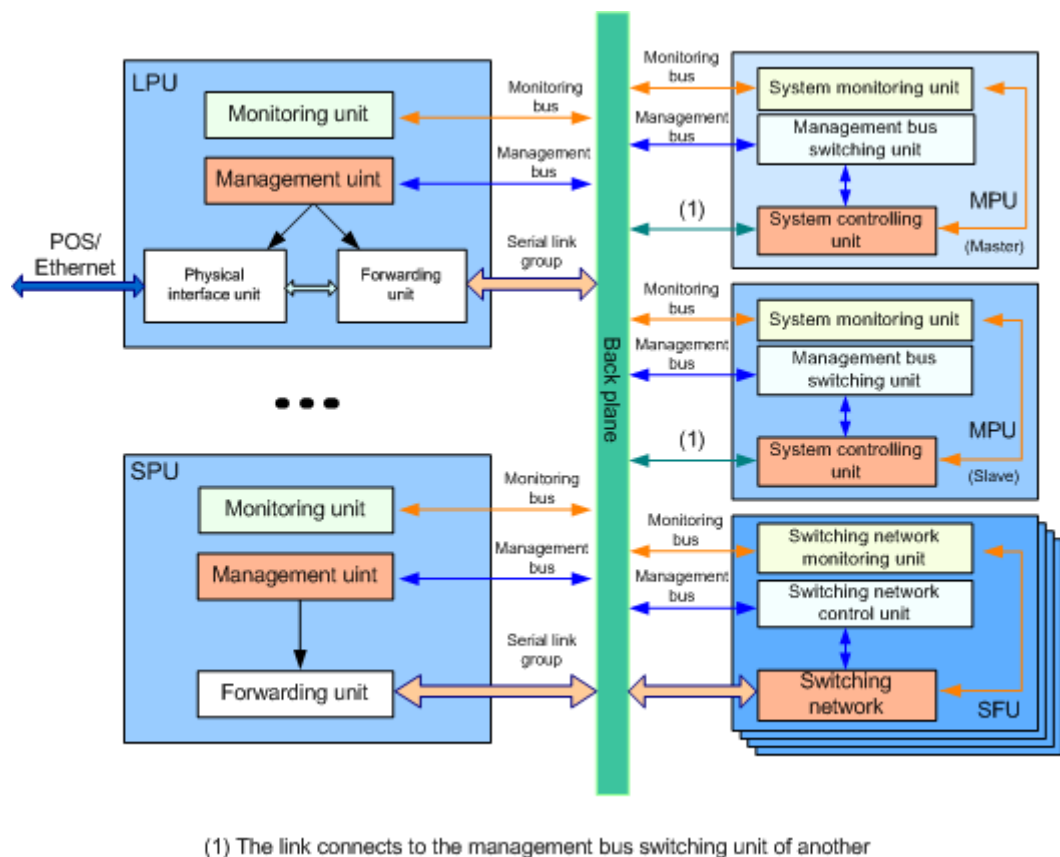 LPU
Monitoring unit
Management uint
POS/
Ethernet
Physical
interface unit
Forwarding
unit
Monitoring
bus
Management
bus
Serial link
group
SPU
Monitoring unit
Management uint
Forwarding unit
Monitoring
bus
Management
bus
Serial link
group
Back plane
Monitoring
bus
Management
bus
(1)
System monitoring unit
Management bus
switching unit
System controlling
unit
MPU
(Master)
Monitoring
bus
Management
bus
(1)
System monitoring unit
Management bus
switching unit
System controlling
unit
MPU
(Slave)
Monitoring
bus
Management
bus
Switching network
monitoring unit
Switching network
control unit
Switching
network
SFU
(1) The link connects to the management bus switching unit of another